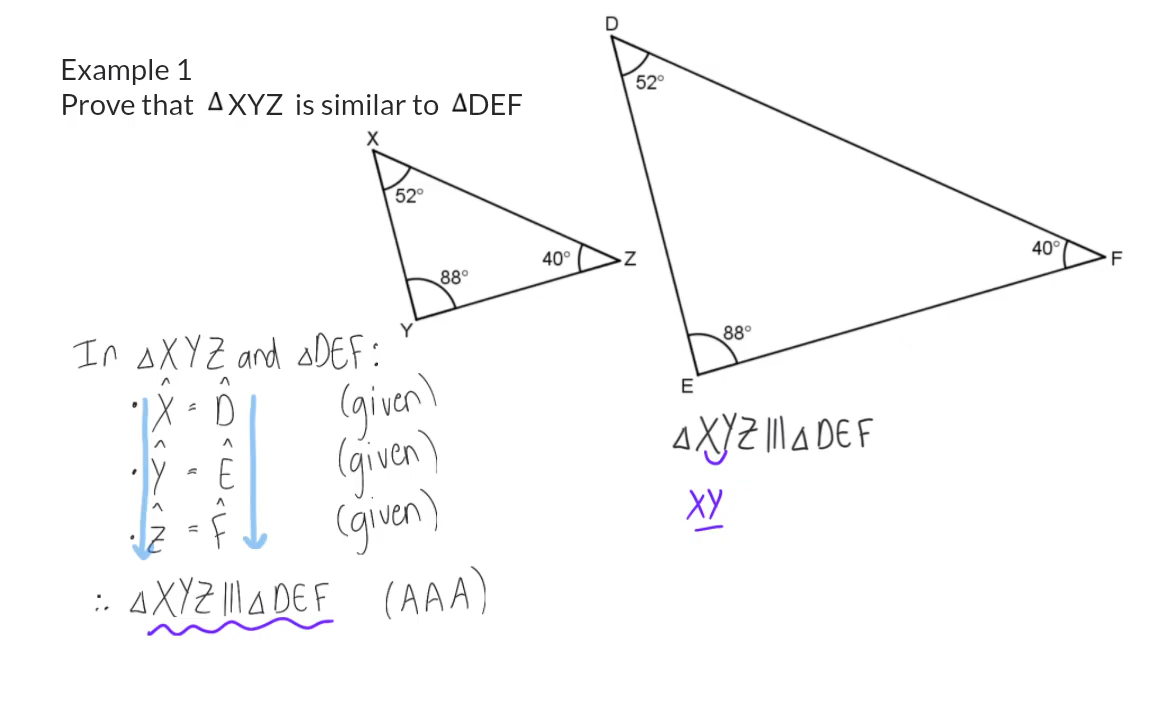 Example 1
Prove that ΔXYZ is similar to ΔDEF
D
52°
X
52°
40°
Z
88°
Y
40°
F
88°
E
In ΔXYZ and ΔDEF:
· X̂ = D̂ (given)
· Ŷ = Ê (given)
· Ẑ = F̂ (given)
∴ ΔXYZ|||ΔDEF (AAA)
ΔXYZ|||ΔDEF
XY